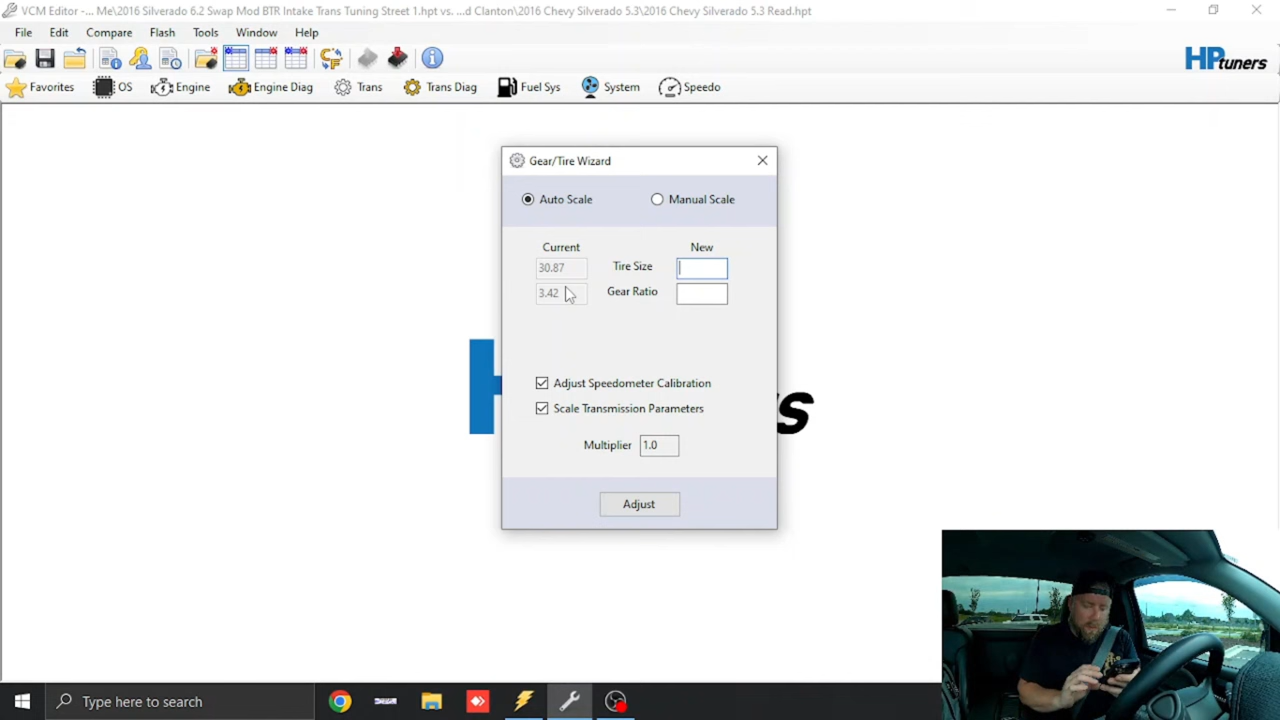 VCM Editor -... Me\2016 Silverado 6.2 Swap Mod BTR Intake Trans Tuning Street 1.hpt vs. ...d Clanton\2016 Chevy Silverado 5.3\2016 Chevy Silverado 5.3 Read.hpt
File Edit Compare Flash Tools Window Help
HPtuners
Favorites OS Engine Engine Diag Trans Trans Diag Fuel Sys System Speedo
Gear/Tire Wizard
Auto Scale Manual Scale
Current New
30.87 Tire Size
3.42 Gear Ratio
Adjust Speedometer Calibration
Scale Transmission Parameters
Multiplier 1.0
Adjust
Type here to search